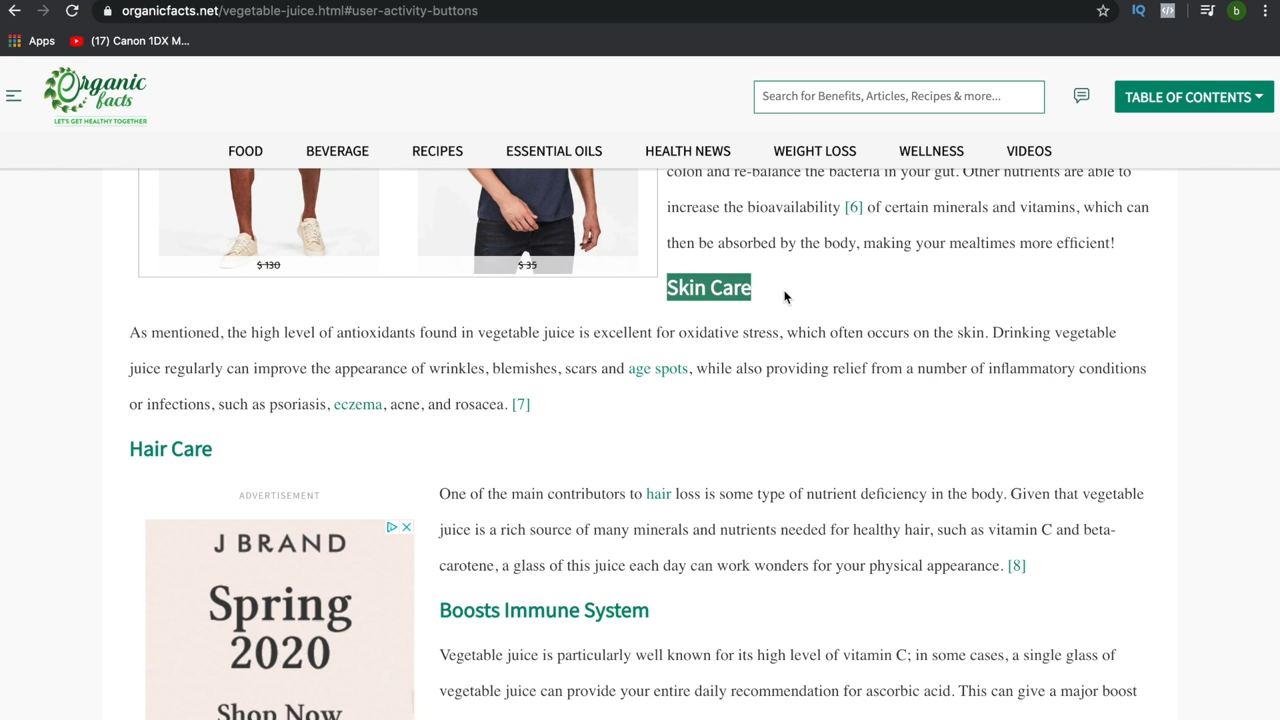 organicfacts.net/vegetable-juice.html#user-activity-buttons
b
Apps
(17) Canon 1DX M...
Organic
facts
LET'S GET HEALTHY TOGETHER
Search for Benefits, Articles, Recipes & more...
TABLE OF CONTENTS
FOOD BEVERAGE RECIPES ESSENTIAL OILS HEALTH NEWS WEIGHT LOSS WELLNESS VIDEOS
colon and re-balance the bacteria in your gut. Other nutrients are able to
increase the bioavailability [6] of certain minerals and vitamins, which can
then be absorbed by the body, making your mealtimes more efficient!
$ 130
$ 35
Skin Care
As mentioned, the high level of antioxidants found in vegetable juice is excellent for oxidative stress, which often occurs on the skin. Drinking vegetable
juice regularly can improve the appearance of wrinkles, blemishes, scars and age spots, while also providing relief from a number of inflammatory conditions
or infections, such as psoriasis, eczema, acne, and rosacea. [7]
Hair Care
ADVERTISEMENT
J BRAND
Spring
2020
Shop Now
One of the main contributors to hair loss is some type of nutrient deficiency in the body. Given that vegetable
juice is a rich source of many minerals and nutrients needed for healthy hair, such as vitamin C and beta-
carotene, a glass of this juice each day can work wonders for your physical appearance. [8]
Boosts Immune System
Vegetable juice is particularly well known for its high level of vitamin C; in some cases, a single glass of
vegetable juice can provide your entire daily recommendation for ascorbic acid. This can give a major boost